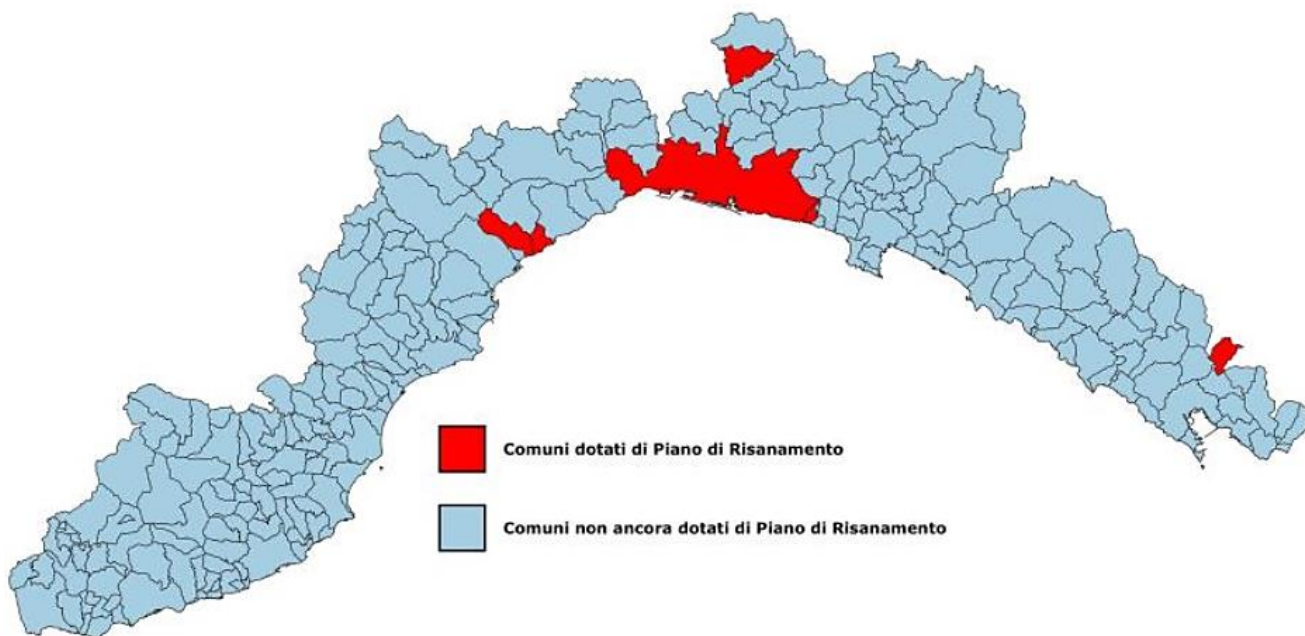 Comuni dotati di Piano di Risanamento
Comuni non ancora dotati di Piano di Risanamento